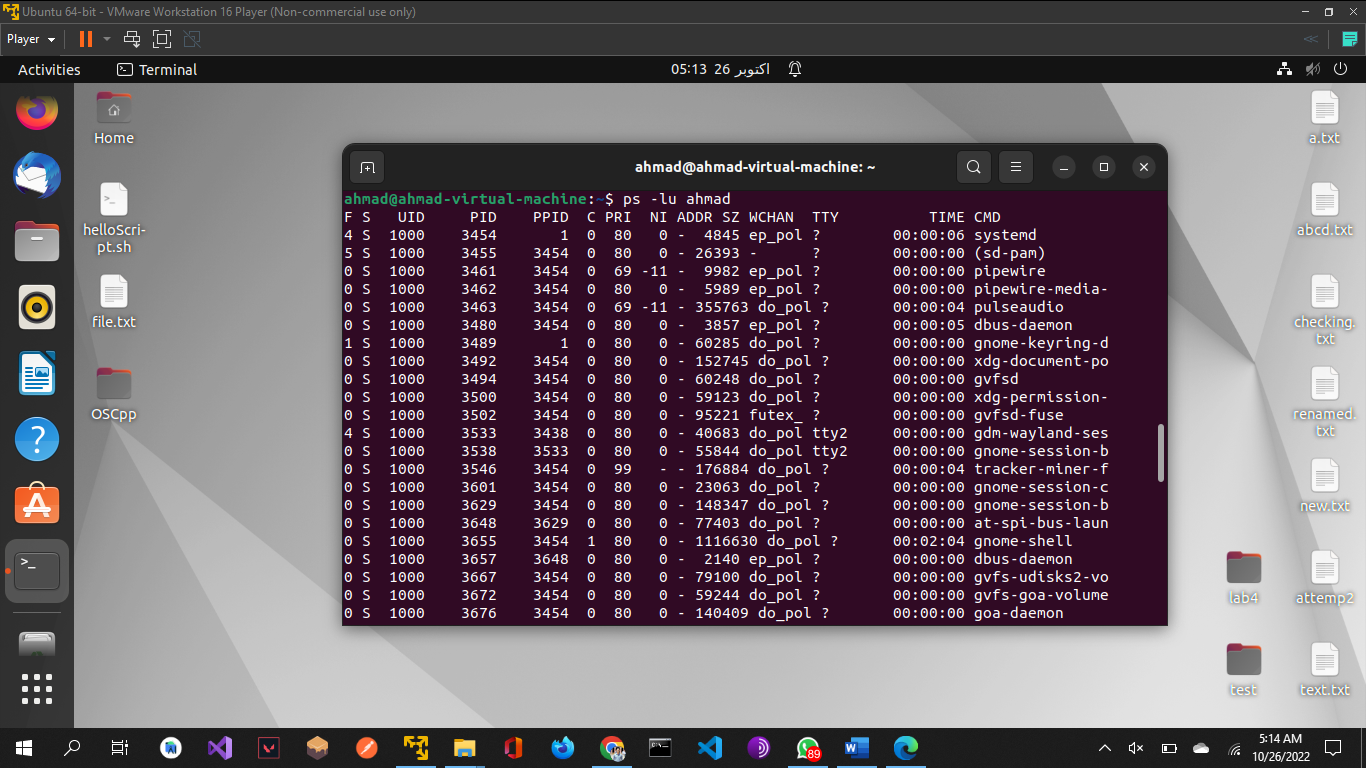 Ubuntu 64-bit - VMware Workstation 16 Player (Non-commercial use only)
Player
Activities
Terminal
05:13 26 اکتوبر
Home
helloScri-
pt.sh
file.txt
OSCpp
a.txt
abcd.txt
checking.
txt
renamed.
txt
new.txt
lab4
attemp2
test
text.txt
ahmad@ahmad-virtual-machine: ~
ahmad@ahmad-virtual-machine:~$ ps -lu ahmad
F S   UID     PID    PPID  C PRI  NI ADDR SZ WCHAN  TTY          TIME CMD
4 S  1000    3454       1  0  80   0 -  4845 ep_pol ?        00:00:06 systemd
5 S  1000    3455    3454  0  80   0 - 26393 -      ?        00:00:00 (sd-pam)
0 S  1000    3461    3454  0  69 -11 -  9982 ep_pol ?        00:00:00 pipewire
0 S  1000    3462    3454  0  80   0 -  5989 ep_pol ?        00:00:00 pipewire-media-
0 S  1000    3463    3454  0  69 -11 - 355763 do_pol ?       00:00:04 pulseaudio
0 S  1000    3480    3454  0  80   0 -  3857 ep_pol ?        00:00:05 dbus-daemon
1 S  1000    3489       1  0  80   0 - 60285 do_pol ?        00:00:00 gnome-keyring-d
0 S  1000    3492    3454  0  80   0 - 152745 do_pol ?       00:00:00 xdg-document-po
0 S  1000    3494    3454  0  80   0 - 60248 do_pol ?        00:00:00 gvfsd
0 S  1000    3500    3454  0  80   0 - 59123 do_pol ?        00:00:00 xdg-permission-
0 S  1000    3502    3454  0  80   0 - 95221 futex_ ?        00:00:00 gvfsd-fuse
4 S  1000    3533    3438  0  80   0 - 40683 do_pol tty2     00:00:00 gdm-wayland-ses
0 S  1000    3538    3533  0  80   0 - 55844 do_pol tty2     00:00:00 gnome-session-b
0 S  1000    3546    3454  0  99   - - 176884 do_pol ?       00:00:04 tracker-miner-f
0 S  1000    3601    3454  0  80   0 - 23063 do_pol ?        00:00:00 gnome-session-c
0 S  1000    3629    3454  0  80   0 - 148347 do_pol ?       00:00:00 gnome-session-b
0 S  1000    3648    3629  0  80   0 - 77403 do_pol ?        00:00:00 at-spi-bus-laun
0 S  1000    3655    3454  1  80   0 - 1116630 do_pol ?      00:02:04 gnome-shell
0 S  1000    3657    3648  0  80   0 -  2140 ep_pol ?        00:00:00 dbus-daemon
0 S  1000    3667    3454  0  80   0 - 79100 do_pol ?        00:00:00 gvfs-udisks2-vo
0 S  1000    3672    3454  0  80   0 - 59244 do_pol ?        00:00:00 gvfs-goa-volume
0 S  1000    3676    3454  0  80   0 - 140409 do_pol ?       00:00:00 goa-daemon
89
5:14 AM
10/26/2022